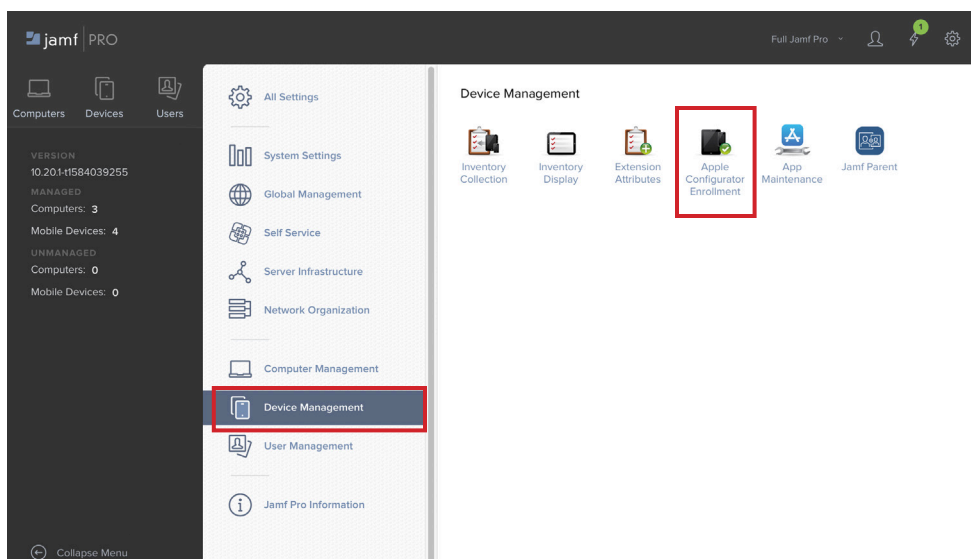 jamf PRO
Full Jamf Pro
1
Computers Devices Users
VERSION
10.20.1-t1584039255
MANAGED
Computers: 3
Mobile Devices: 4
UNMANAGED
Computers: 0
Mobile Devices: 0
Collapse Menu
All Settings
System Settings
Global Management
Self Service
Server Infrastructure
Network Organization
Computer Management
Device Management
User Management
Jamf Pro Information
Device Management
Inventory
Collection
Inventory
Display
Extension
Attributes
Apple
Configurator
Enrollment
App
Maintenance
Jamf Parent